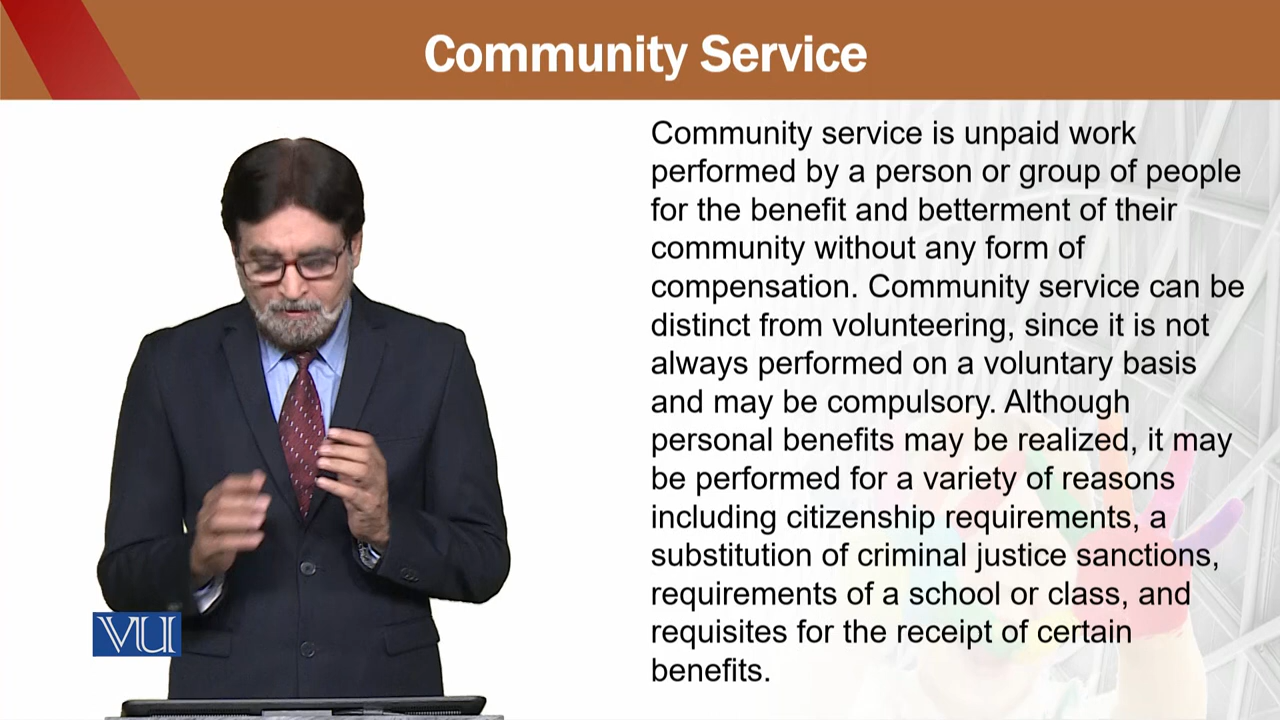 Community Service
Community service is unpaid work
performed by a person or group of people
for the benefit and betterment of their
community without any form of
compensation. Community service can be
distinct from volunteering, since it is not
always performed on a voluntary basis
and may be compulsory. Although
personal benefits may be realized, it may
be performed for a variety of reasons
including citizenship requirements, a
substitution of criminal justice sanctions,
requirements of a school or class, and
requisites for the receipt of certain
benefits.
VU